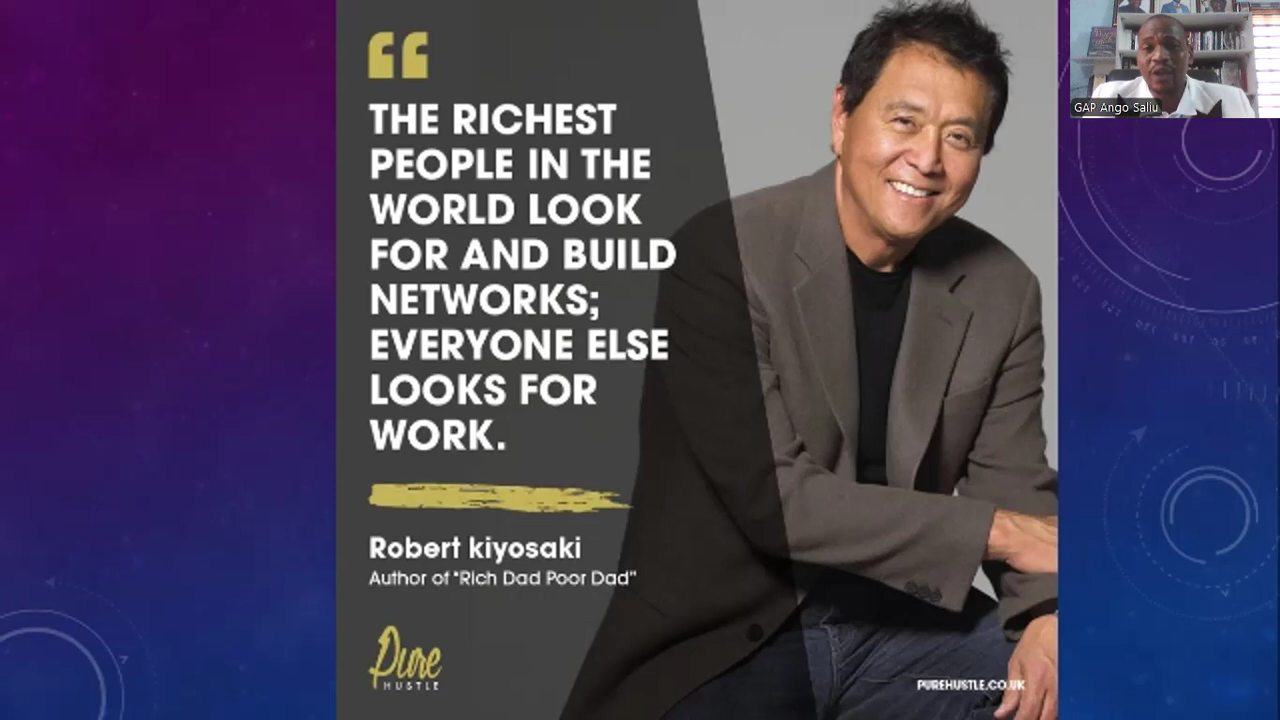 THE RICHEST
PEOPLE IN THE
WORLD LOOK
FOR AND BUILD
NETWORKS;
EVERYONE ELSE
LOOKS FOR
WORK.
Robert kiyosaki
Author of "Rich Dad Poor Dad"
Pure
HUSTLE
PUREHUSTLE.CO.UK
GAP Ango Saliu